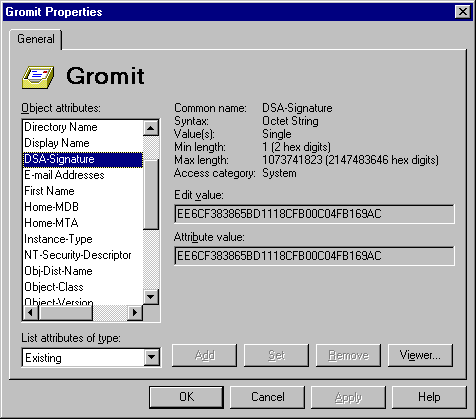 Gromit Properties
General
Gromit
Object attributes:
Directory Name
Display Name
DSA-Signature
E-mail Addresses
First Name
Home-MDB
Home-MTA
Instance-Type
NT-Security-Descriptor
Obj-Dist-Name
Object-Class
Object-Version
List attributes of type:
Existing
Common name: DSA-Signature
Syntax: Octet String
Value(s): Single
Min length: 1 (2 hex digits)
Max length: 1073741823 (2147483646 hex digits)
Access category: System
Edit value:
EE6CF383865BD1118CFB00C04FB169AC
Attribute value:
EE6CF383865BD1118CFB00C04FB169AC
Add Set Remove Viewer...
OK Cancel Apply Help